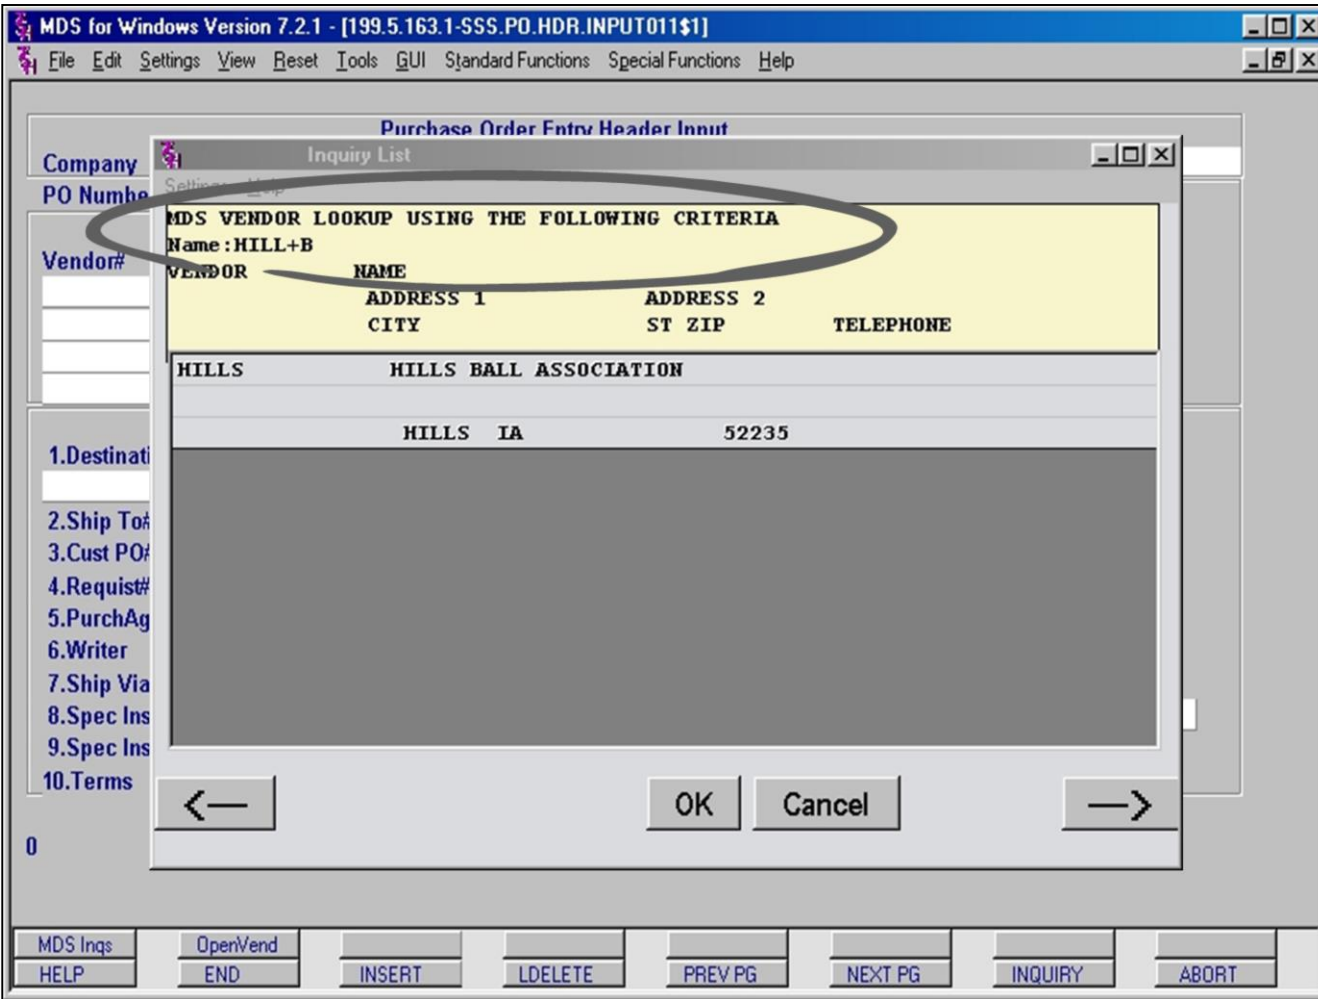 MDS for Windows Version 7.2.1 - [199.5.163.1-SSS.PO.HDR.INPUT011$1]
File Edit Settings View Reset Tools GUI Standard Functions Special Functions Help
Purchase Order Entry Header Input
Company
Inquiry List
PO Numbe
Settings Help
MDS VENDOR LOOKUP USING THE FOLLOWING CRITERIA
Name:HILL+B
Vendor#
VENDOR NAME
ADDRESS 1 ADDRESS 2
CITY ST ZIP TELEPHONE
HILLS HILLS BALL ASSOCIATION
HILLS IA 52235
1.Destinati
2.Ship To#
3.Cust PO#
4.Requist#
5.PurchAg
6.Writer
7.Ship Via
8.Spec Ins
9.Spec Ins
10.Terms
<— OK Cancel —>
0
MDS Inqs OpenVend
HELP END INSERT LDELETE PREV PG NEXT PG INQUIRY ABORT